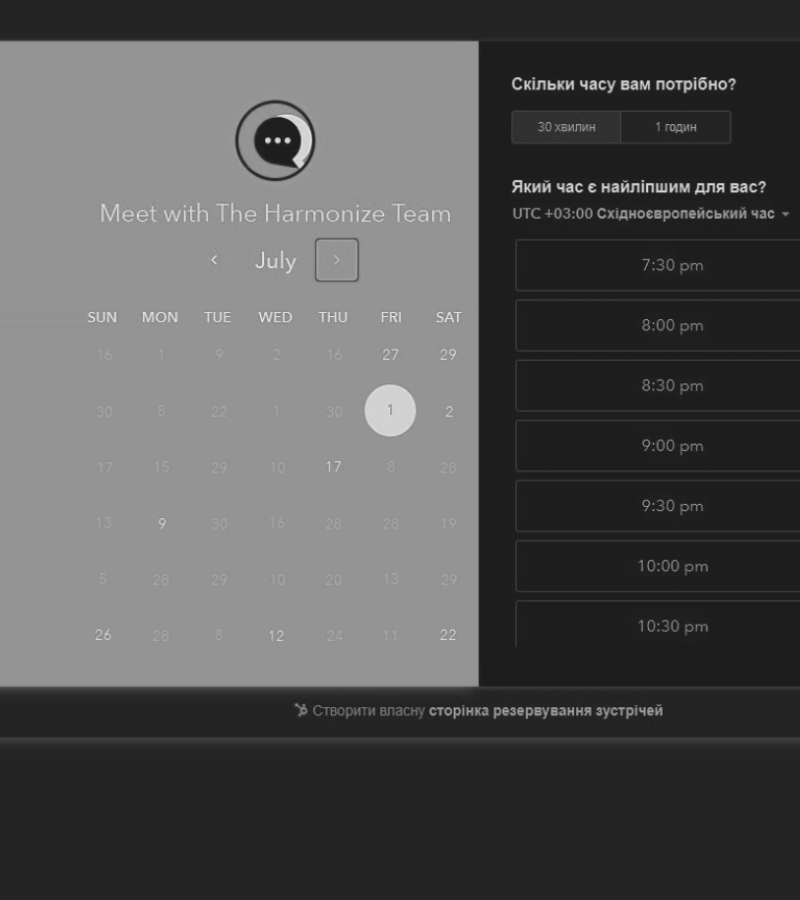 Meet with The Harmonize Team
July
SUN MON TUE WED THU FRI SAT
16 1 9 2 16 27 29
30 8 22 1 30 1 2
17 15 29 10 17 8 28
13 9 30 16 28 28 19
5 28 29 10 20 13 29
26 28 8 12 24 11 22
Скільки часу вам потрібно?
30 хвилин 1 годин
Який час є найліпшим для вас?
UTC +03:00 Східноєвропейський час
7:30 pm
8:00 pm
8:30 pm
9:00 pm
9:30 pm
10:00 pm
10:30 pm
Створити власну сторінка резервування зустрічей